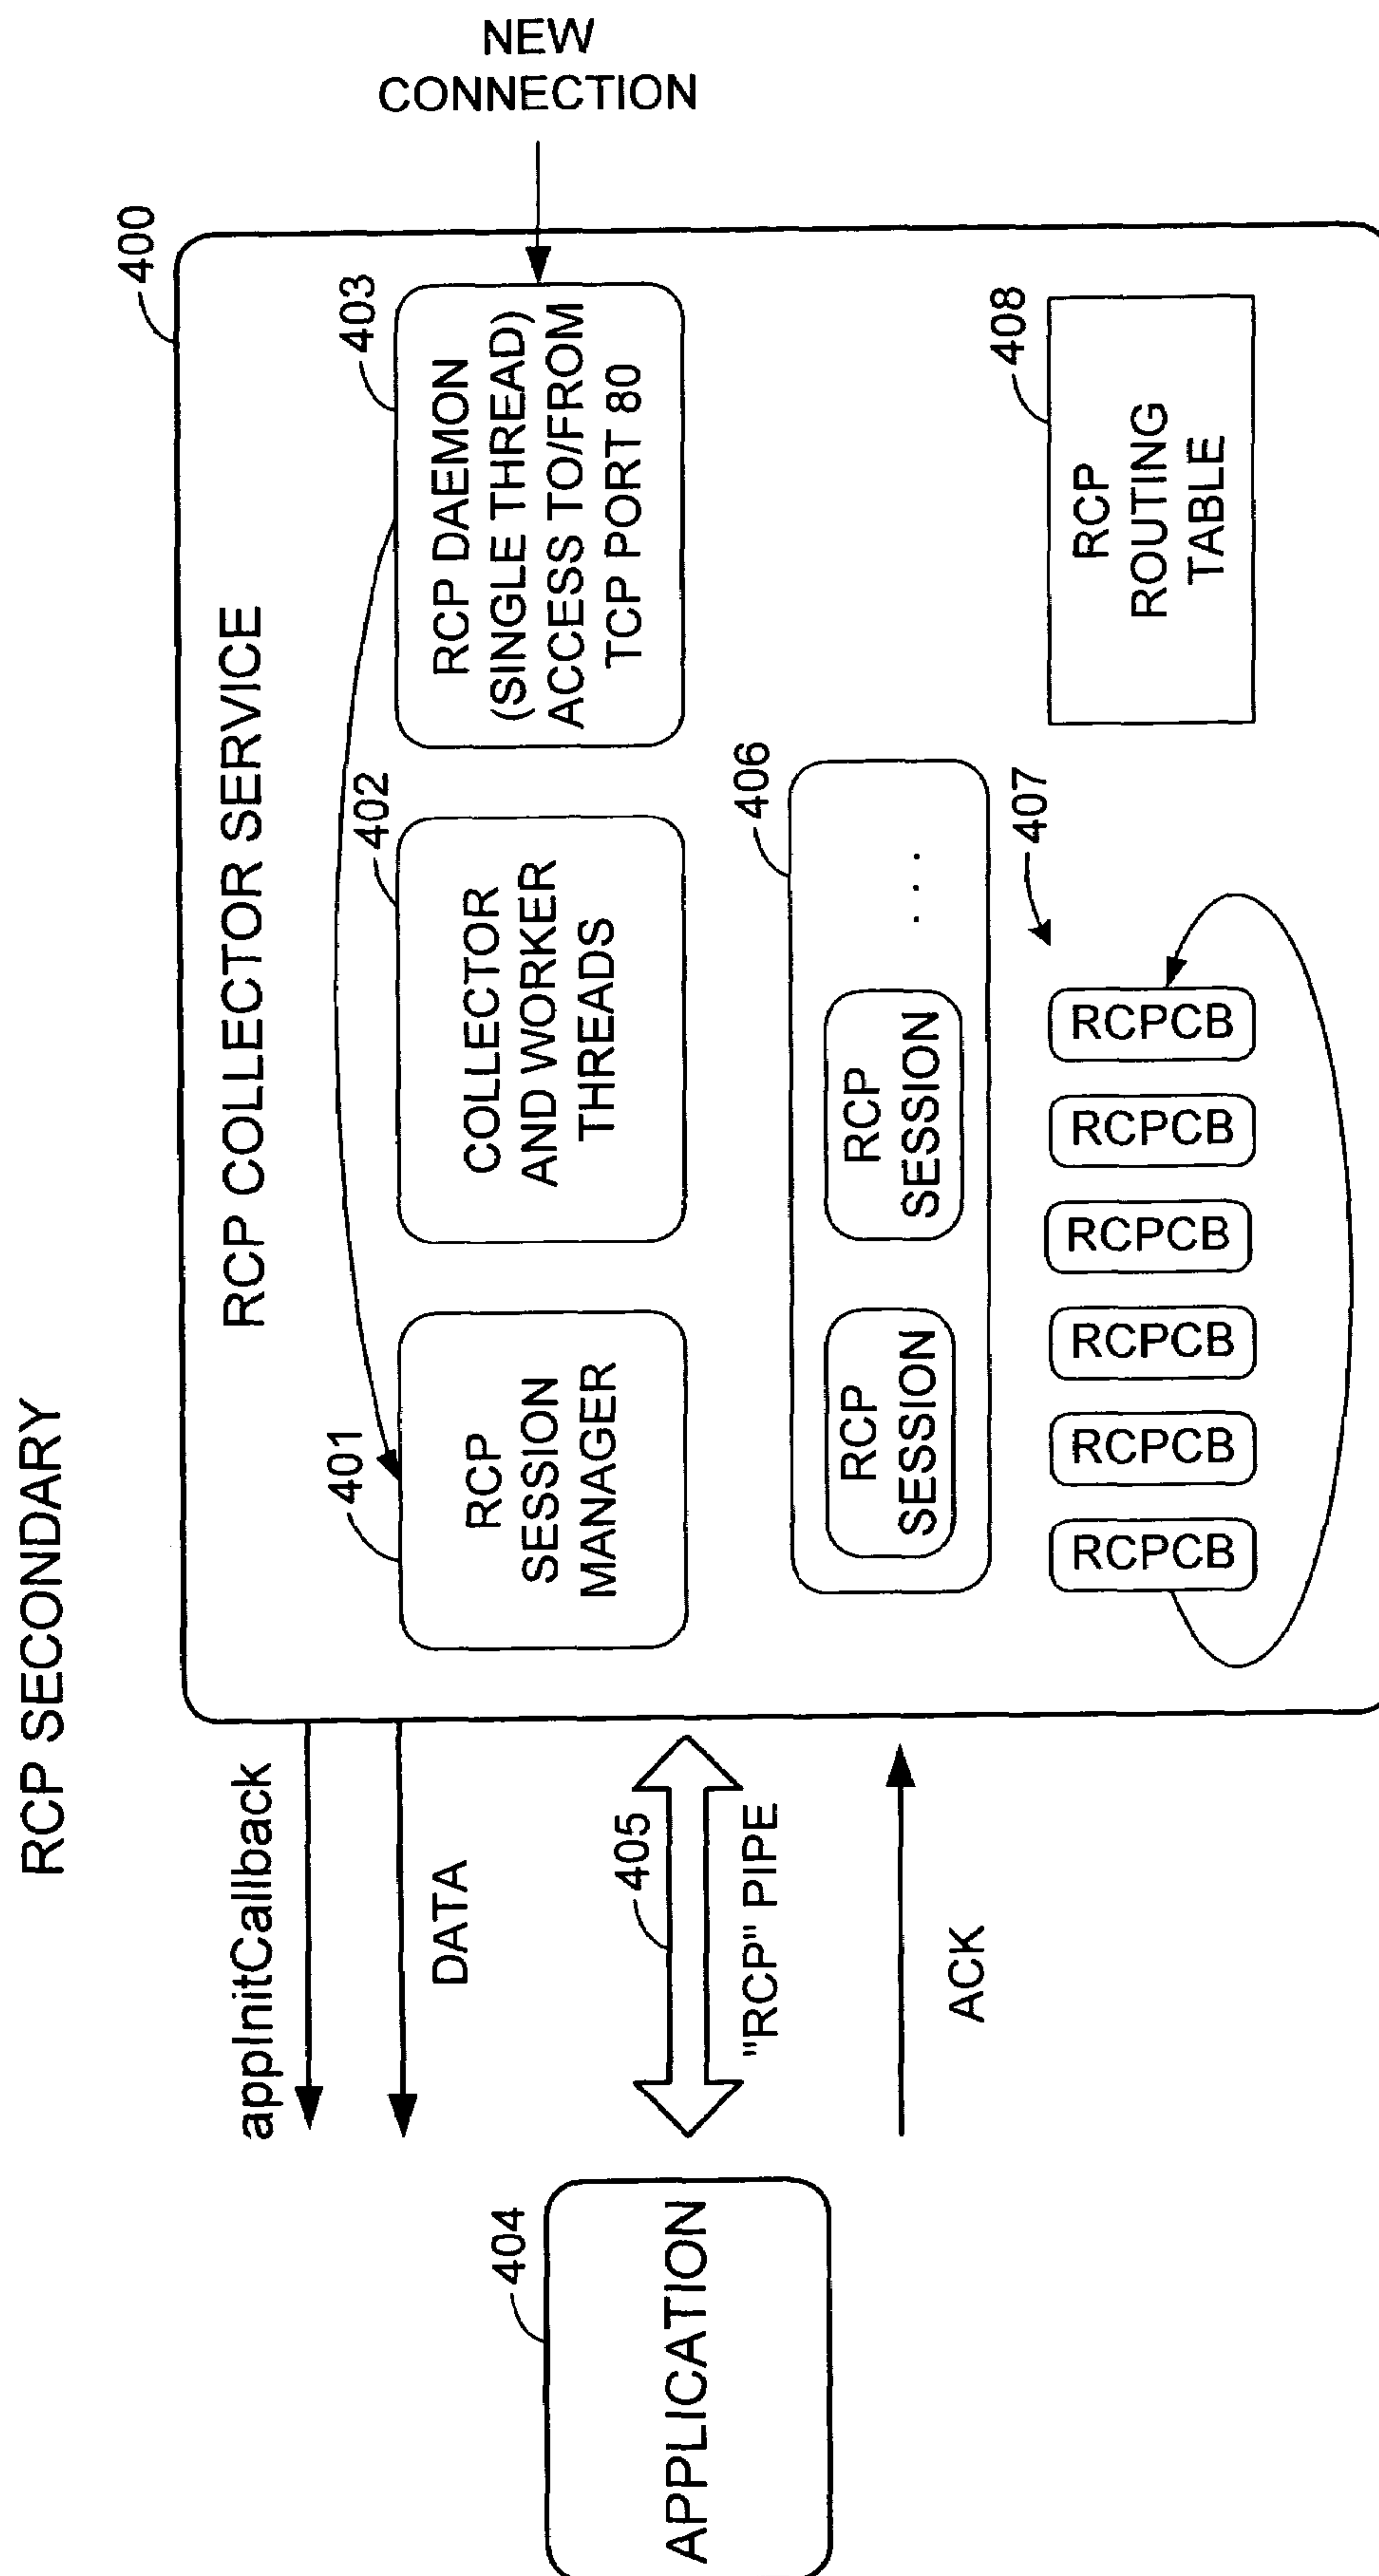 RCP SECONDARY
NEW
CONNECTION
400
RCP COLLECTOR SERVICE
401
RCP
SESSION
MANAGER
402
COLLECTOR
AND WORKER
THREADS
403
RCP DAEMON
(SINGLE THREAD)
ACCESS TO/FROM
TCP PORT 80
appInitCallback
DATA
404
APPLICATION
405
"RCP" PIPE
ACK
406
RCP
SESSION
RCP
SESSION
. . .
407
RCPCB
RCPCB
RCPCB
RCPCB
RCPCB
RCPCB
408
RCP
ROUTING
TABLE